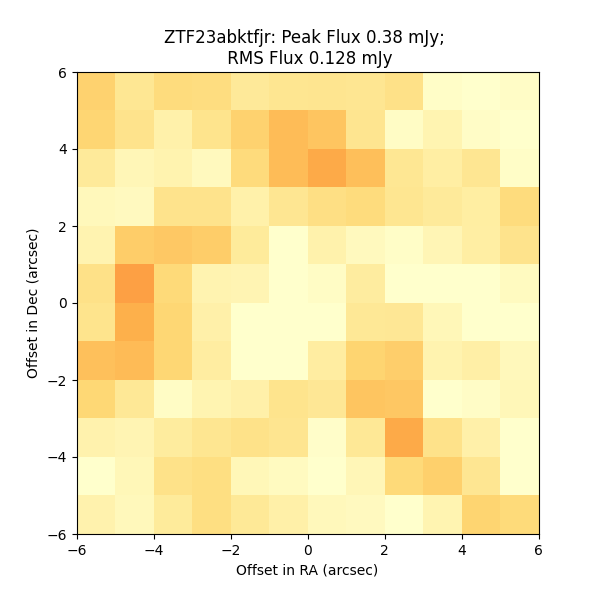 ZTF23abktfjr: Peak Flux 0.38 mJy;
RMS Flux 0.128 mJy
6
4
2
0
−2
−4
−6
Offset in Dec (arcsec)
−6 −4 −2 0 2 4 6
Offset in RA (arcsec)